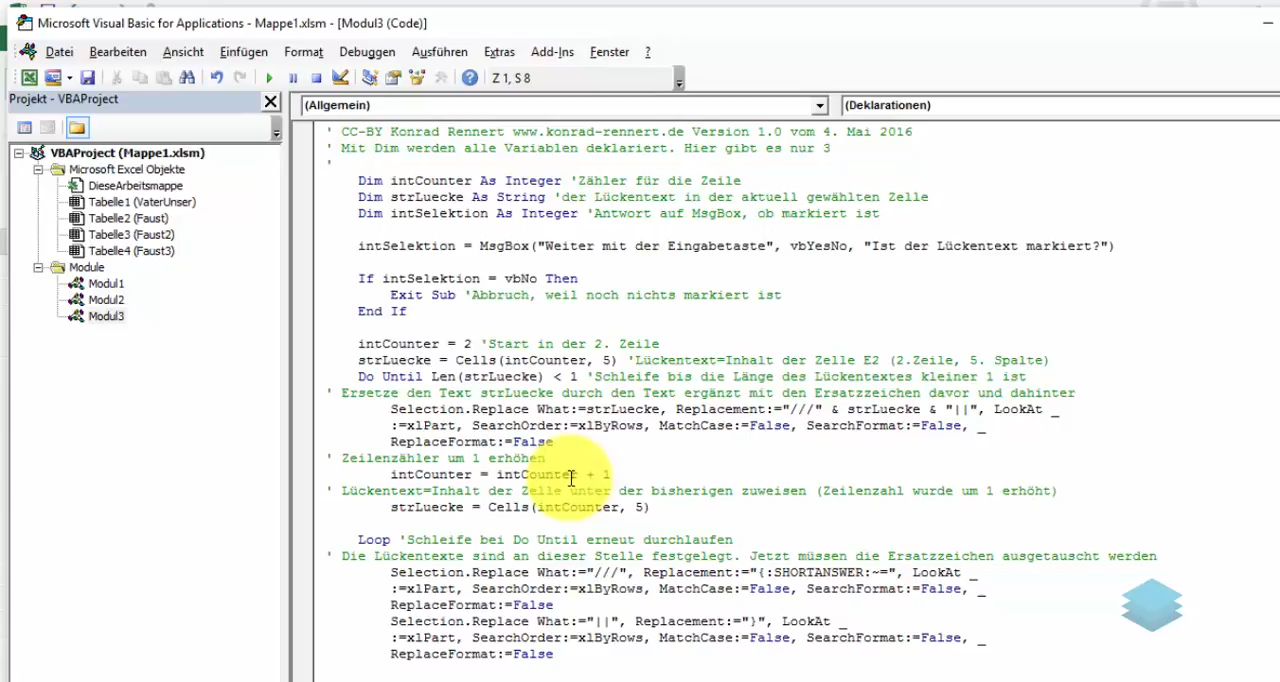 Microsoft Visual Basic for Applications - Mappe1.xlsm - [Modul3 (Code)]
Datei Bearbeiten Ansicht Einfügen Format Debuggen Ausführen Extras Add-Ins Fenster ?
Z 1, S 8
Projekt - VBAProject
(Allgemein) (Deklarationen)
VBAProject (Mappe1.xlsm)
Microsoft Excel Objekte
DieseArbeitsmappe
Tabelle1 (VaterUnser)
Tabelle2 (Faust)
Tabelle3 (Faust2)
Tabelle4 (Faust3)
Module
Modul1
Modul2
Modul3
' CC-BY Konrad Rennert www.konrad-rennert.de Version 1.0 vom 4. Mai 2016
' Mit Dim werden alle Variablen deklariert. Hier gibt es nur 3
'
Dim intCounter As Integer 'Zähler für die Zeile
Dim strLuecke As String 'der Lückentext in der aktuell gewählten Zelle
Dim intSelektion As Integer 'Antwort auf MsgBox, ob markiert ist
intSelektion = MsgBox("Weiter mit der Eingabetaste", vbYesNo, "Ist der Lückentext markiert?")
If intSelektion = vbNo Then
Exit Sub 'Abbruch, weil noch nichts markiert ist
End If
intCounter = 2 'Start in der 2. Zeile
strLuecke = Cells(intCounter, 5) 'Lückentext=Inhalt der Zelle E2 (2.Zeile, 5. Spalte)
Do Until Len(strLuecke) < 1 'Schleife bis die Länge des Lückentextes kleiner 1 ist
' Ersetze den Text strLuecke durch den Text ergänzt mit den Ersatzzeichen davor und dahinter
Selection.Replace What:=strLuecke, Replacement:="///" & strLuecke & "||", LookAt _
:=xlPart, SearchOrder:=xlByRows, MatchCase:=False, SearchFormat:=False, _
ReplaceFormat:=False
' Zeilenzähler um 1 erhöhen
intCounter = intCounter + 1
' Lückentext=Inhalt der Zelle unter der bisherigen zuweisen (Zeilenzahl wurde um 1 erhöht)
strLuecke = Cells(intCounter, 5)
Loop 'Schleife bei Do Until erneut durchlaufen
' Die Lückentexte sind an dieser Stelle festgelegt. Jetzt müssen die Ersatzzeichen ausgetauscht werden
Selection.Replace What:="///", Replacement:="{:SHORTANSWER:~=", LookAt _
:=xlPart, SearchOrder:=xlByRows, MatchCase:=False, SearchFormat:=False, _
ReplaceFormat:=False
Selection.Replace What:="||", Replacement:="}", LookAt _
:=xlPart, SearchOrder:=xlByRows, MatchCase:=False, SearchFormat:=False, _
ReplaceFormat:=False